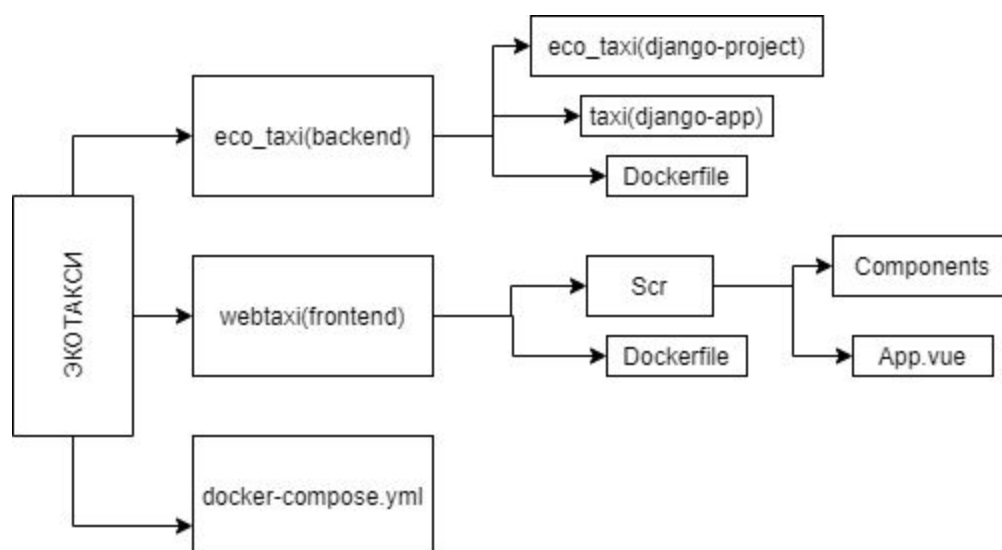 eco_taxi(django-project)
eco_taxi(backend)
taxi(django-app)
Dockerfile
ЭКОТАКСИ
webtaxi(frontend)
Scr
Components
Dockerfile
App.vue
docker-compose.yml